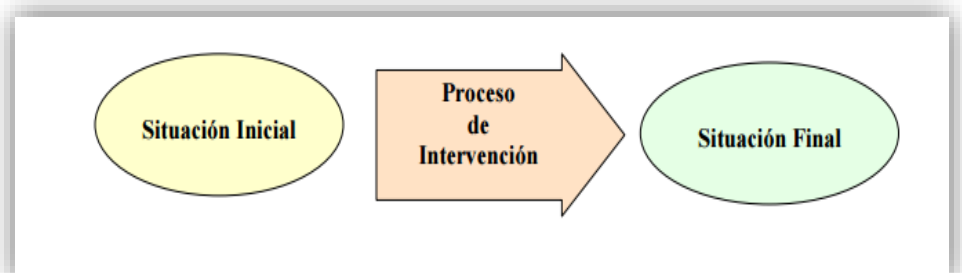 Situación Inicial
Proceso
de
Intervención
Situación Final